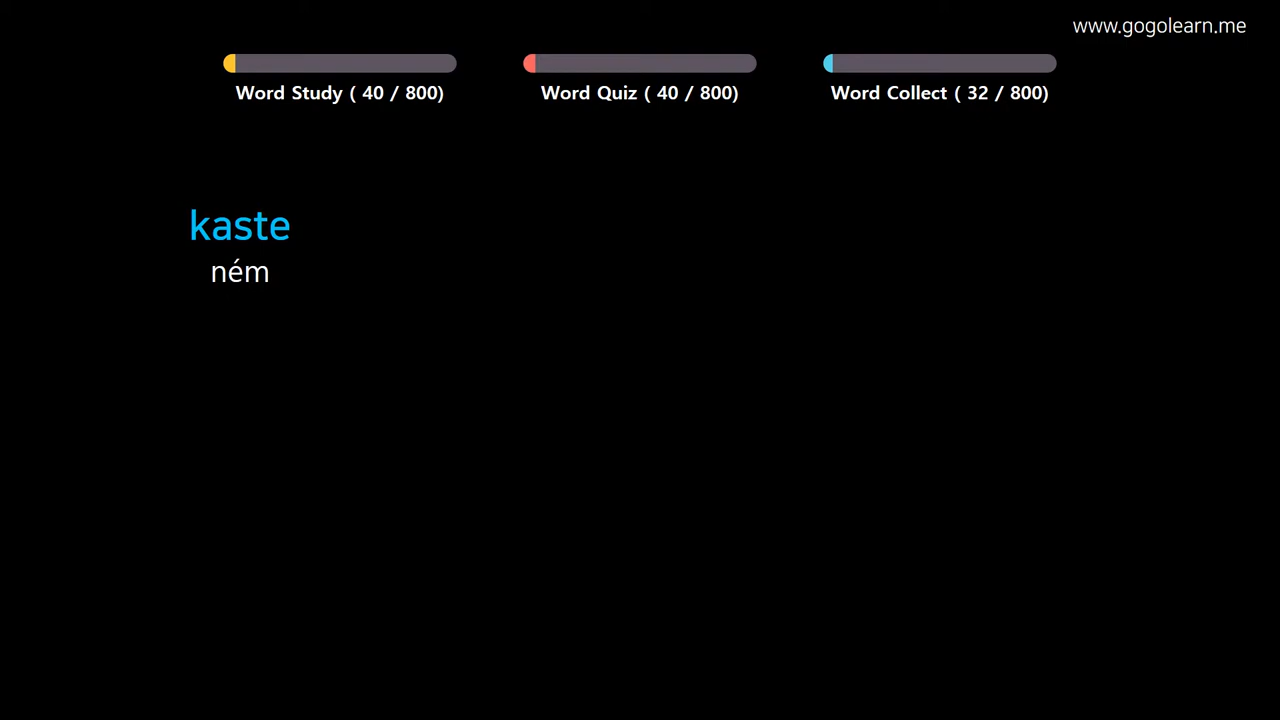 www.gogolearn.me
Word Study ( 40 / 800)
Word Quiz ( 40 / 800)
Word Collect ( 32 / 800)
kaste
ném